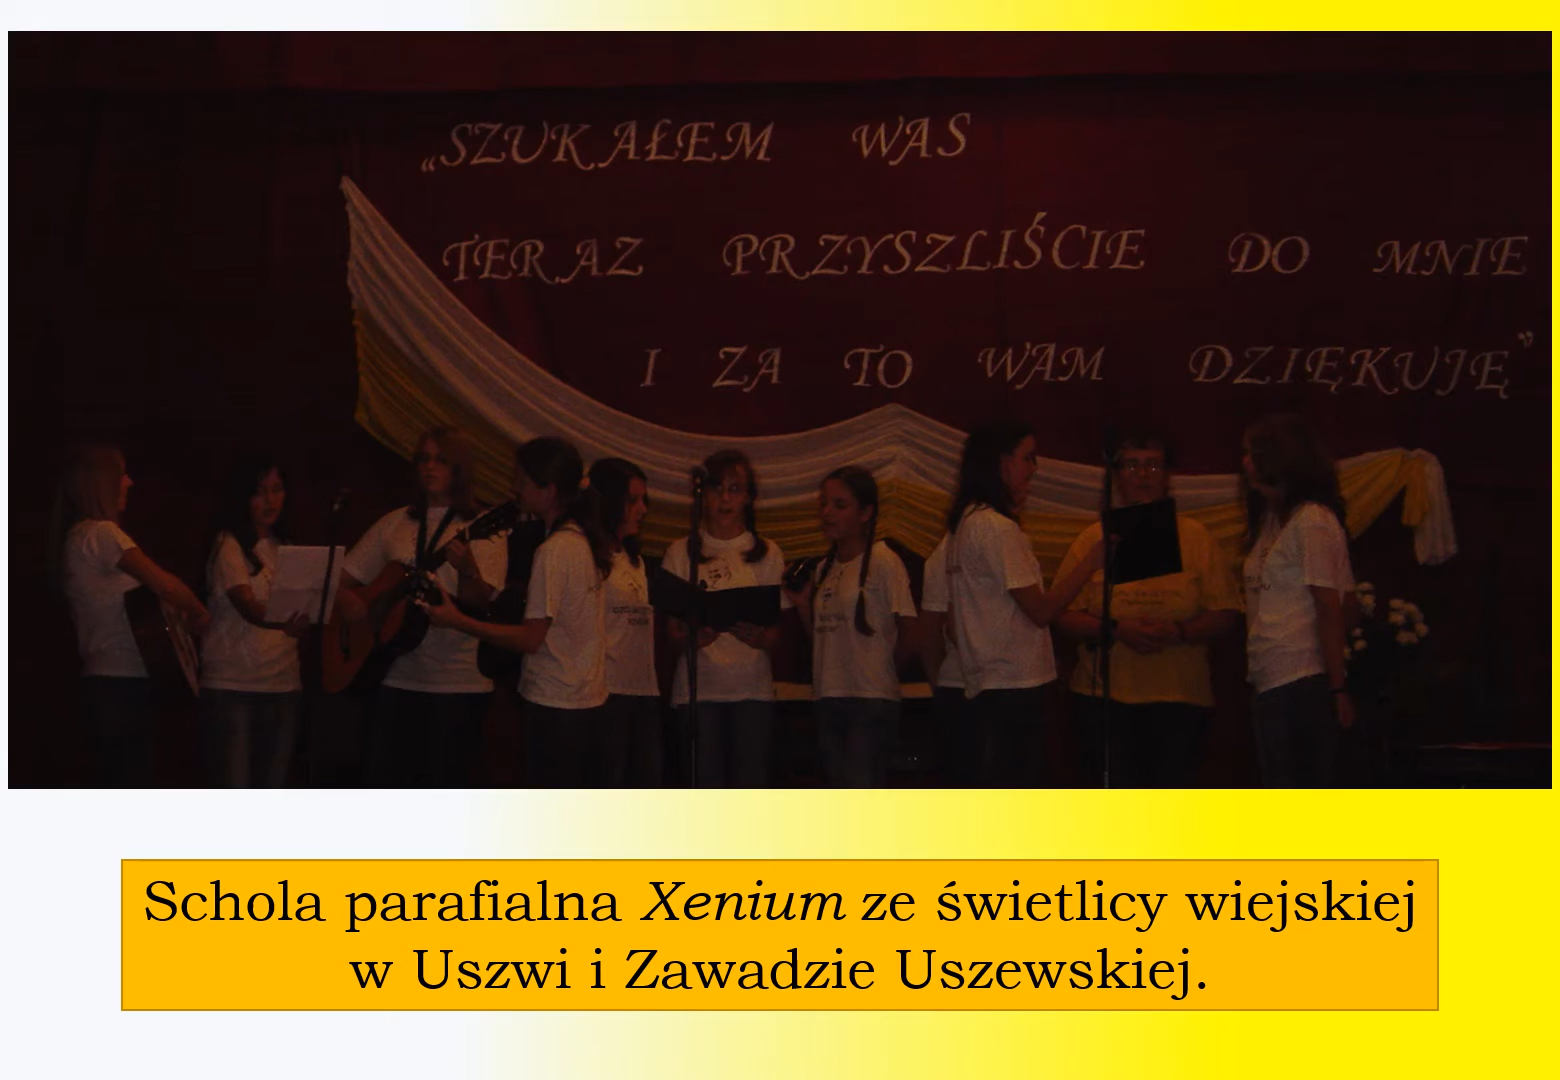 „SZUKAŁEM WAS
TERAZ PRZYSZLIŚCIE DO MNIE
I ZA TO WAM DZIĘKUJĘ”
Schola parafialna Xenium ze świetlicy wiejskiej
w Uszwi i Zawadzie Uszewskiej.